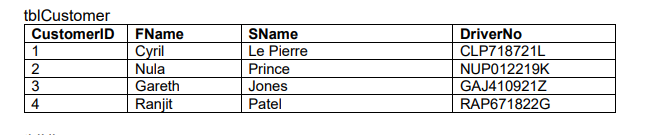 tblCustomer
CustomerID FName SName DriverNo
1 Cyril Le Pierre CLP718721L
2 Nula Prince NUP012219K
3 Gareth Jones GAJ410921Z
4 Ranjit Patel RAP671822G